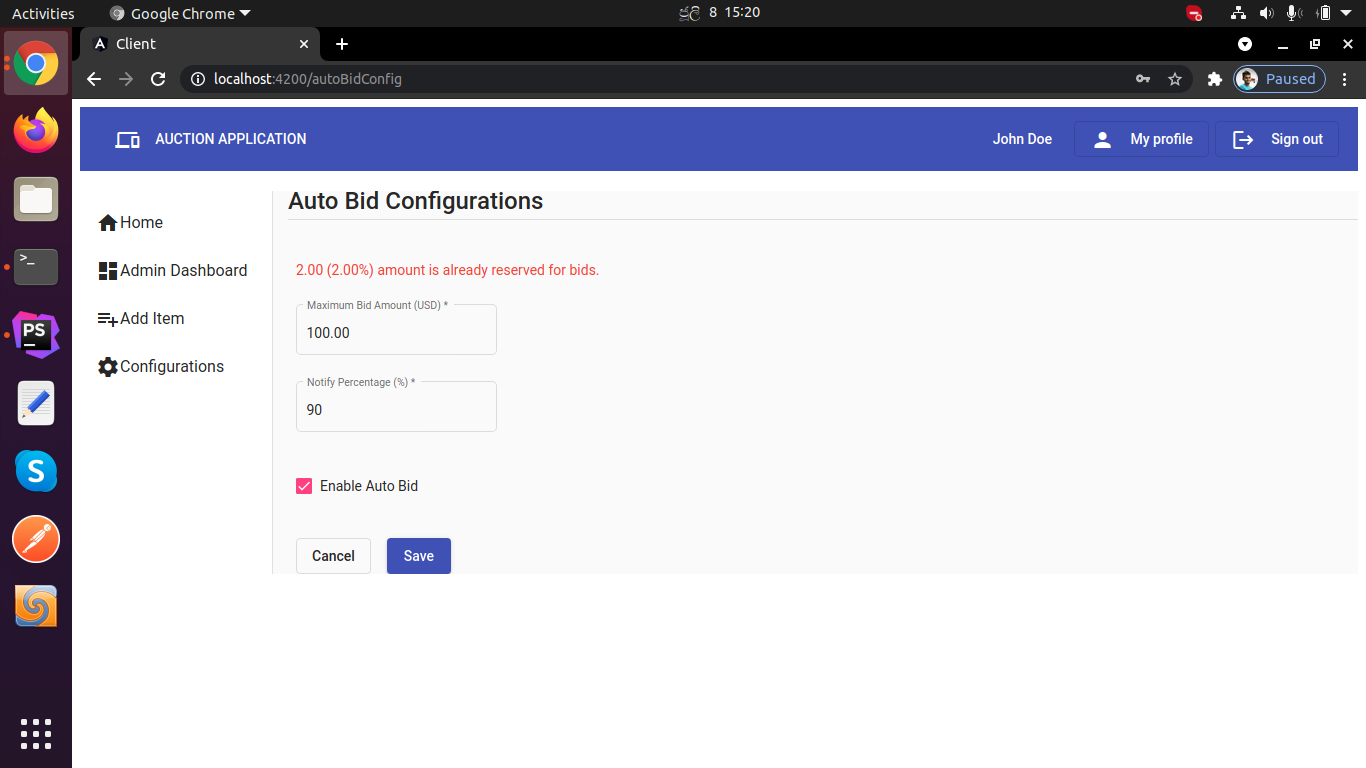 Activities
Google Chrome
ජූලි 8 15:20
Client
localhost:4200/autoBidConfig
Paused
AUCTION APPLICATION
John Doe
My profile
Sign out
Home
Admin Dashboard
Add Item
Configurations
Auto Bid Configurations
2.00 (2.00%) amount is already reserved for bids.
Maximum Bid Amount (USD) *
100.00
Notify Percentage (%) *
90
Enable Auto Bid
Cancel
Save
>_
PS
S